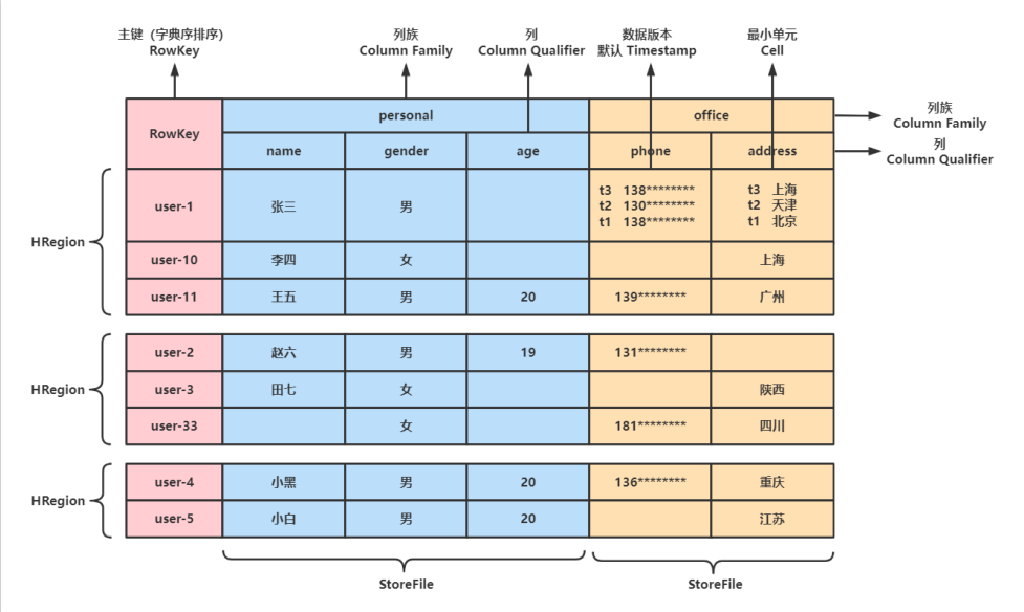 主键（字典序排序）
RowKey
列族
Column Family
列
Column Qualifier
数据版本
默认 Timestamp
最小单元
Cell
RowKey
personal
office
列族
Column Family
name
gender
age
phone
address
列
Column Qualifier
HRegion
user-1
张三
男
t3 138********
t2 130********
t1 138********
t3 上海
t2 天津
t1 北京
user-10
李四
女
上海
user-11
王五
男
20
139********
广州
HRegion
user-2
赵六
男
19
131********
user-3
田七
女
陕西
user-33
女
181********
四川
HRegion
user-4
小黑
男
20
136********
重庆
user-5
小白
男
20
江苏
StoreFile
StoreFile